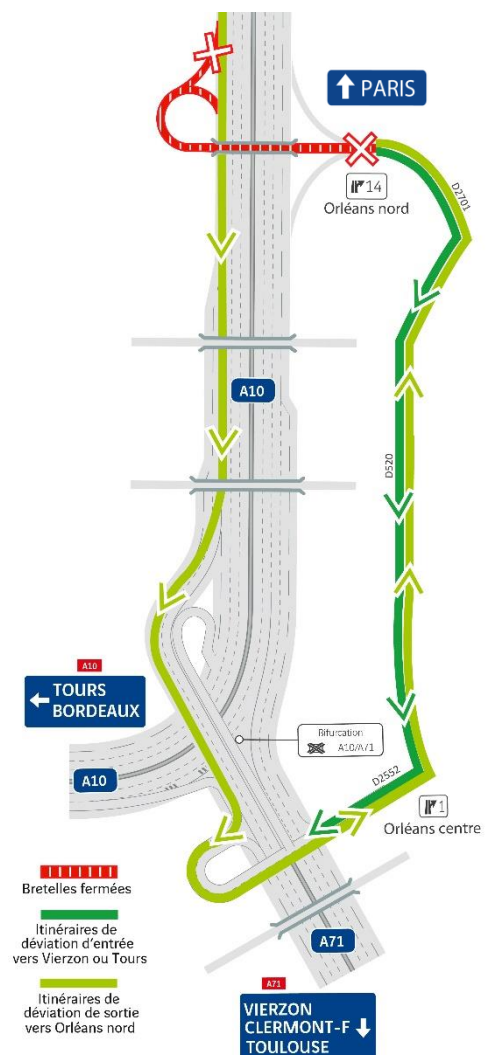 PARIS
14
Orléans nord
D2701
A10
D520
A10
TOURS
BORDEAUX
Bifurcation
A10/A71
A10
D2552
1
Orléans centre
Bretelles fermées
Itinéraires de
déviation d'entrée
vers Vierzon ou Tours
A71
Itinéraires de
déviation de sortie
vers Orléans nord
A71
VIERZON
CLERMONT-F
TOULOUSE